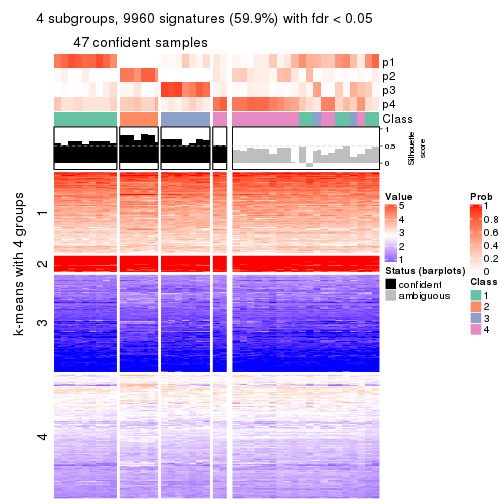 4 subgroups, 9960 signatures (59.9%) with fdr < 0.05
47 confident samples
p1
p2
p3
p4
Class
1
0.5
0
Silhouette
score
k-means with 4 groups
1
2
3
4
Value
5
4
3
2
1
Status (barplots)
confident
ambiguous
Prob
1
0.8
0.6
0.4
0.2
0
Class
1
2
3
4